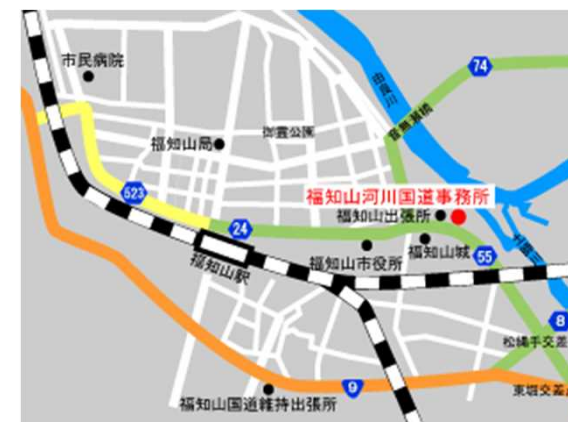 市民病院
74
由良川
音無瀬橋
御霊公園
福知山局
福知山河川国道事務所
523
福知山出張所
24
福知山城
福知山市役所
55
福知山駅
8
松縄手交差
9
東堀交差点
福知山国道維持出張所